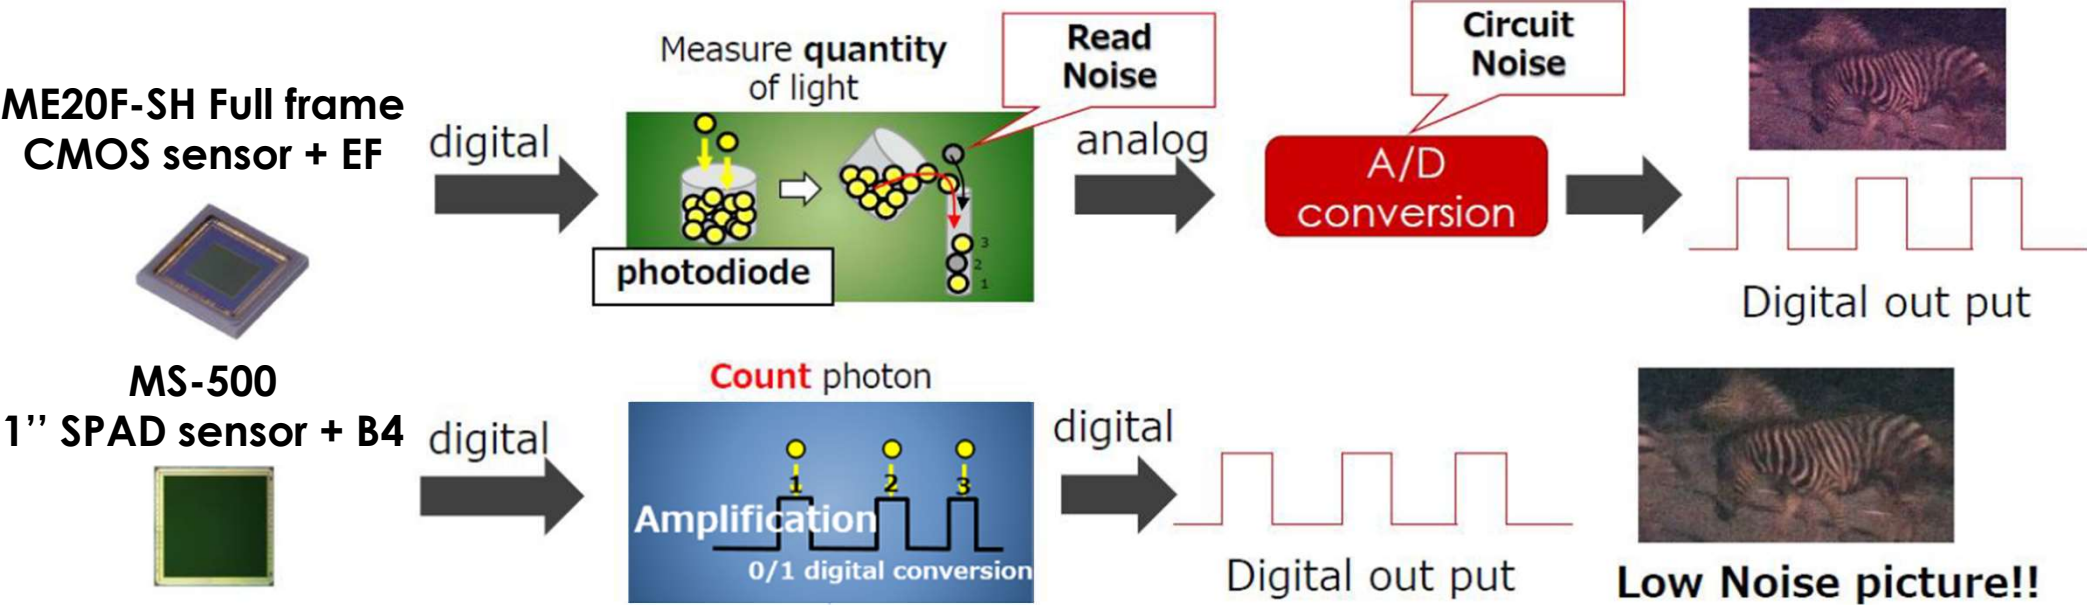 ME20F-SH Full frame
CMOS sensor + EF
digital
Measure quantity
of light
photodiode
3
2
1
Read
Noise
analog
Circuit
Noise
A/D
conversion
Digital out put
MS-500
1’’ SPAD sensor + B4
digital
Count photon
1 2 3
Amplification
0/1 digital conversion
digital
Digital out put
Low Noise picture!!